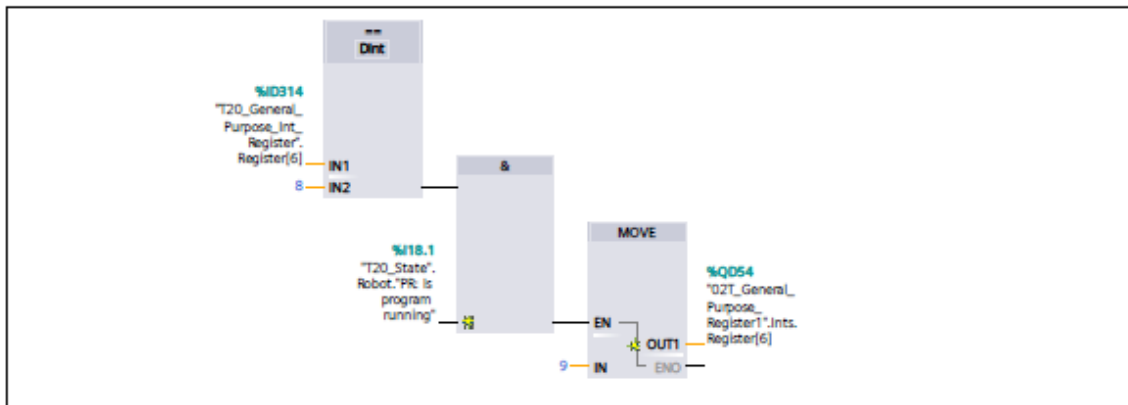 ==
Dint
%ID314
"T20_General_
Purpose_Int_
Register".
Register[6]
IN1
8
IN2
&
%I18.1
"T20_State".
Robot."PR: Is
program
running"
MOVE
EN
%QD54
"02T_General_
Purpose_
Register1".Ints.
Register[6]
OUT1
9
IN
ENO